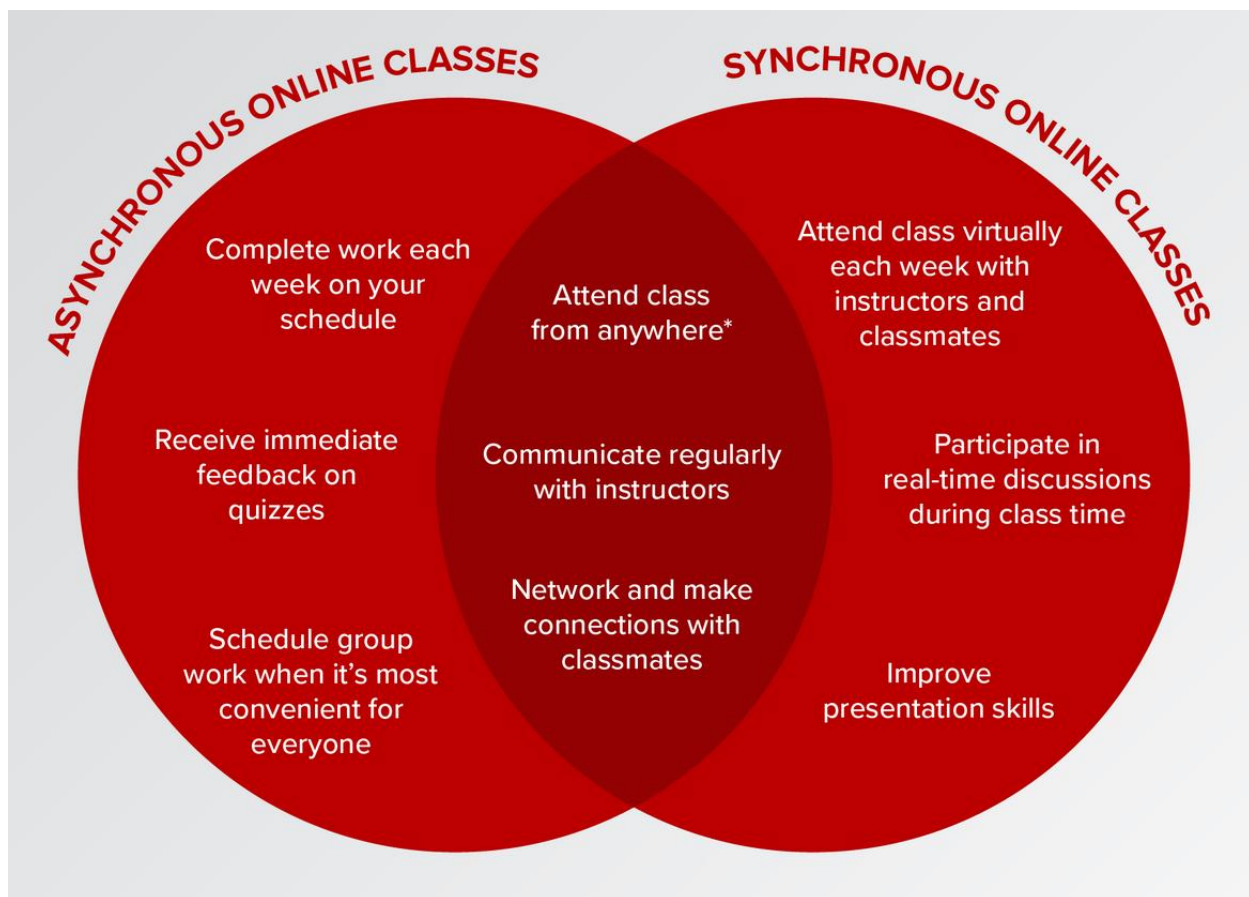 ASYNCHRONOUS ONLINE CLASSES
Complete work each
week on your
schedule
Receive immediate
feedback on
quizzes
Schedule group
work when it's most
convenient for
everyone
Attend class
from anywhere*
Communicate regularly
with instructors
Network and make
connections with
classmates
SYNCHRONOUS ONLINE CLASSES
Attend class virtually
each week with
instructors and
classmates
Participate in
real-time discussions
during class time
Improve
presentation skills